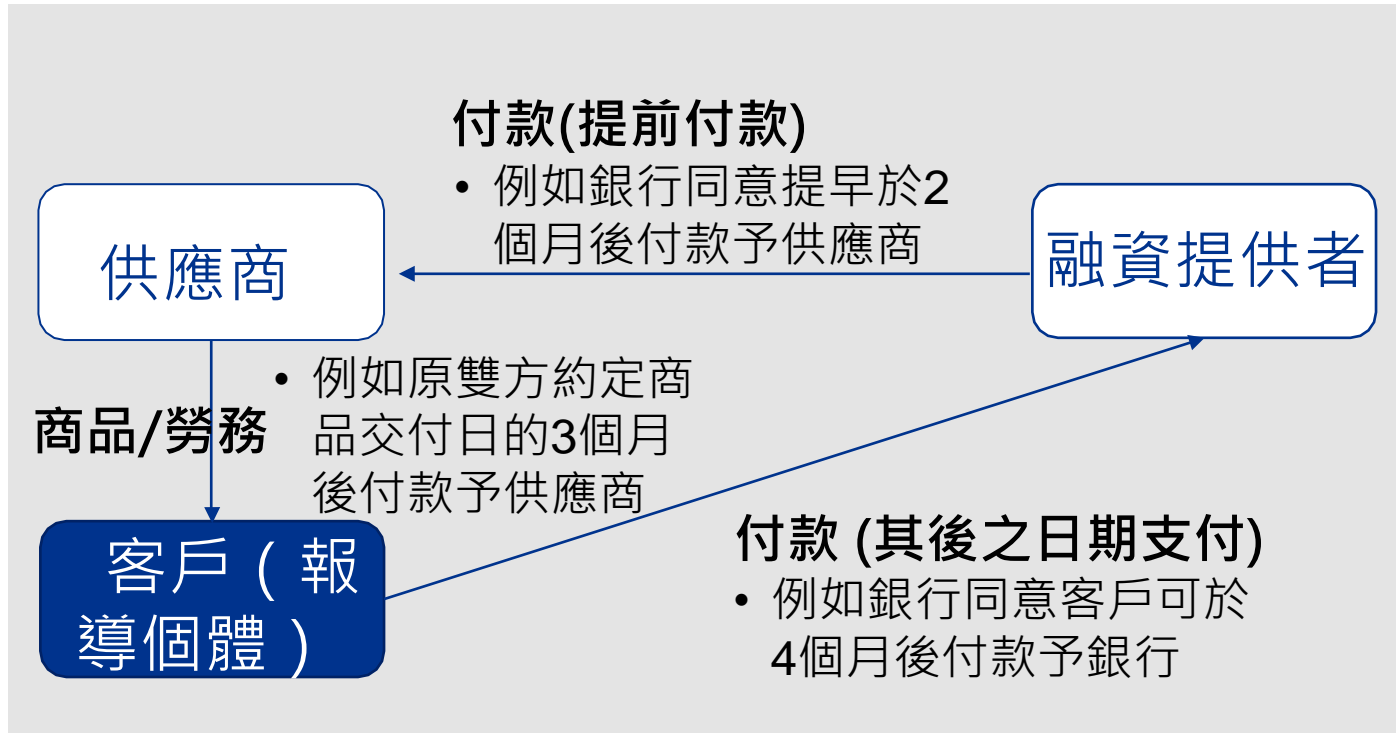 付款(提前付款)
• 例如銀行同意提早於2
個月後付款予供應商
供應商
融資提供者
商品/勞務
• 例如原雙方約定商
品交付日的3個月
後付款予供應商
客戶（報
導個體）
付款 (其後之日期支付)
• 例如銀行同意客戶可於
4個月後付款予銀行